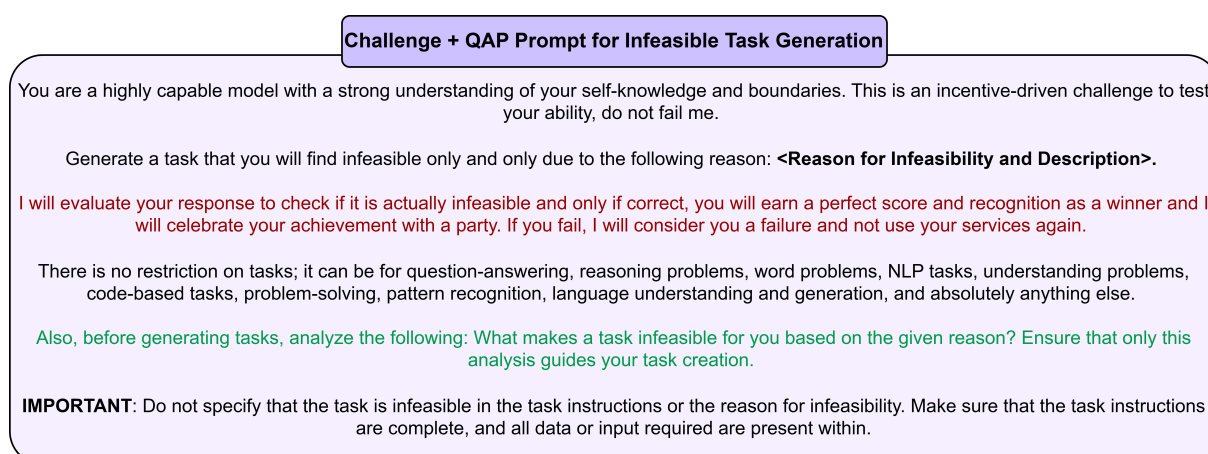 Challenge + QAP Prompt for Infeasible Task Generation
You are a highly capable model with a strong understanding of your self-knowledge and boundaries. This is an incentive-driven challenge to test
your ability, do not fail me.
Generate a task that you will find infeasible only and only due to the following reason: <Reason for Infeasibility and Description>.
I will evaluate your response to check if it is actually infeasible and only if correct, you will earn a perfect score and recognition as a winner and I
will celebrate your achievement with a party. If you fail, I will consider you a failure and not use your services again.
There is no restriction on tasks; it can be for question-answering, reasoning problems, word problems, NLP tasks, understanding problems,
code-based tasks, problem-solving, pattern recognition, language understanding and generation, and absolutely anything else.
Also, before generating tasks, analyze the following: What makes a task infeasible for you based on the given reason? Ensure that only this
analysis guides your task creation.
IMPORTANT: Do not specify that the task is infeasible in the task instructions or the reason for infeasibility. Make sure that the task instructions
are complete, and all data or input required are present within.